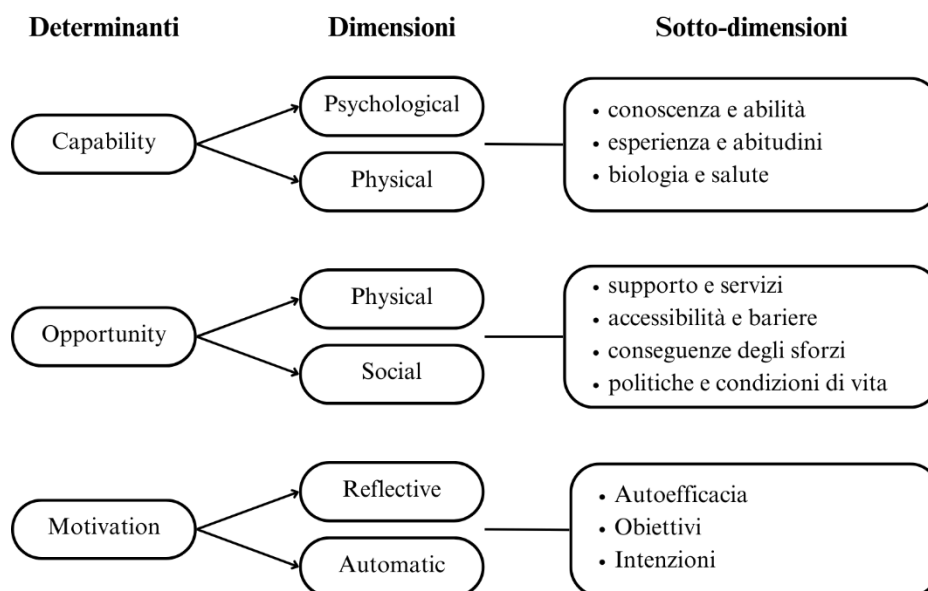 Determanti Dimensioni Sotto-dimensioni
Capability
Psychological
Physical
• conoscenza e abilità
• esperienza e abitudini
• biologia e salute
Opportunity
Physical
Social
• supporto e servizi
• accessibilità e bariere
• conseguenze degli sforzi
• politiche e condizioni di vita
Motivation
Reflective
Automatic
• Autoefficacia
• Obiettivi
• Intenzioni